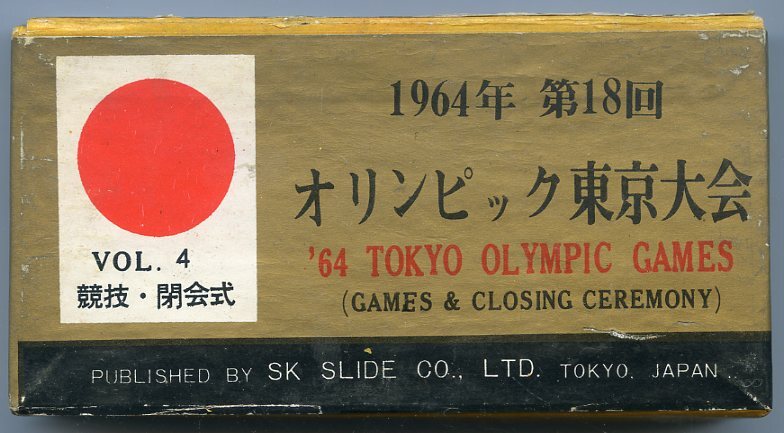 1964年 第18回
オリンピック東京大会
'64 TOKYO OLYMPIC GAMES
(GAMES & CLOSING CEREMONY)
VOL. 4
競技・閉会式
PUBLISHED BY SK SLIDE CO., LTD. TOKYO. JAPAN.